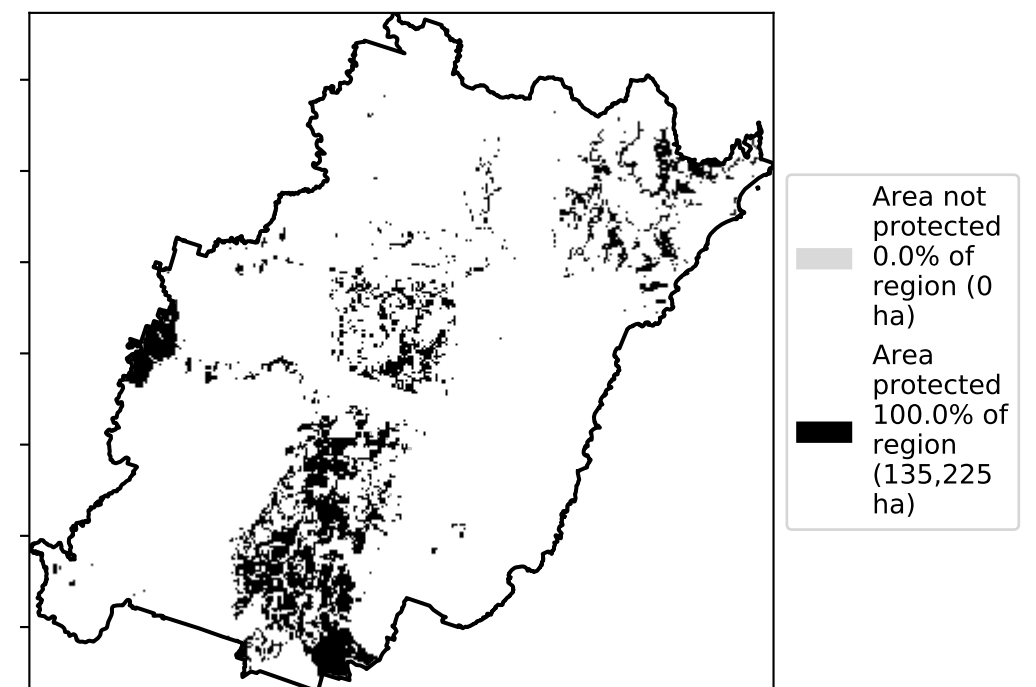 Area not
protected
0.0% of
region (0
ha)
Area
protected
100.0% of
region
(135,225
ha)